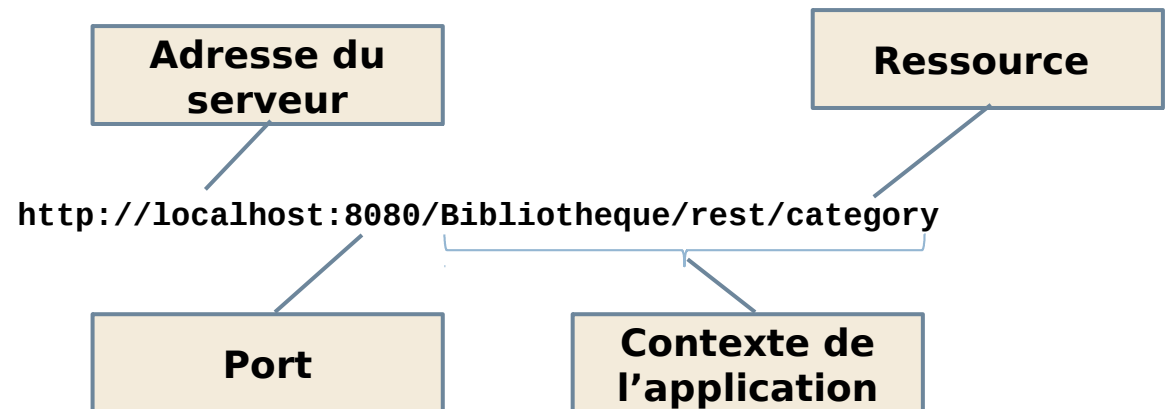 Adresse du
serveur
Ressource
http://localhost:8080/Bibliotheque/rest/category
Port
Contexte de
l’application